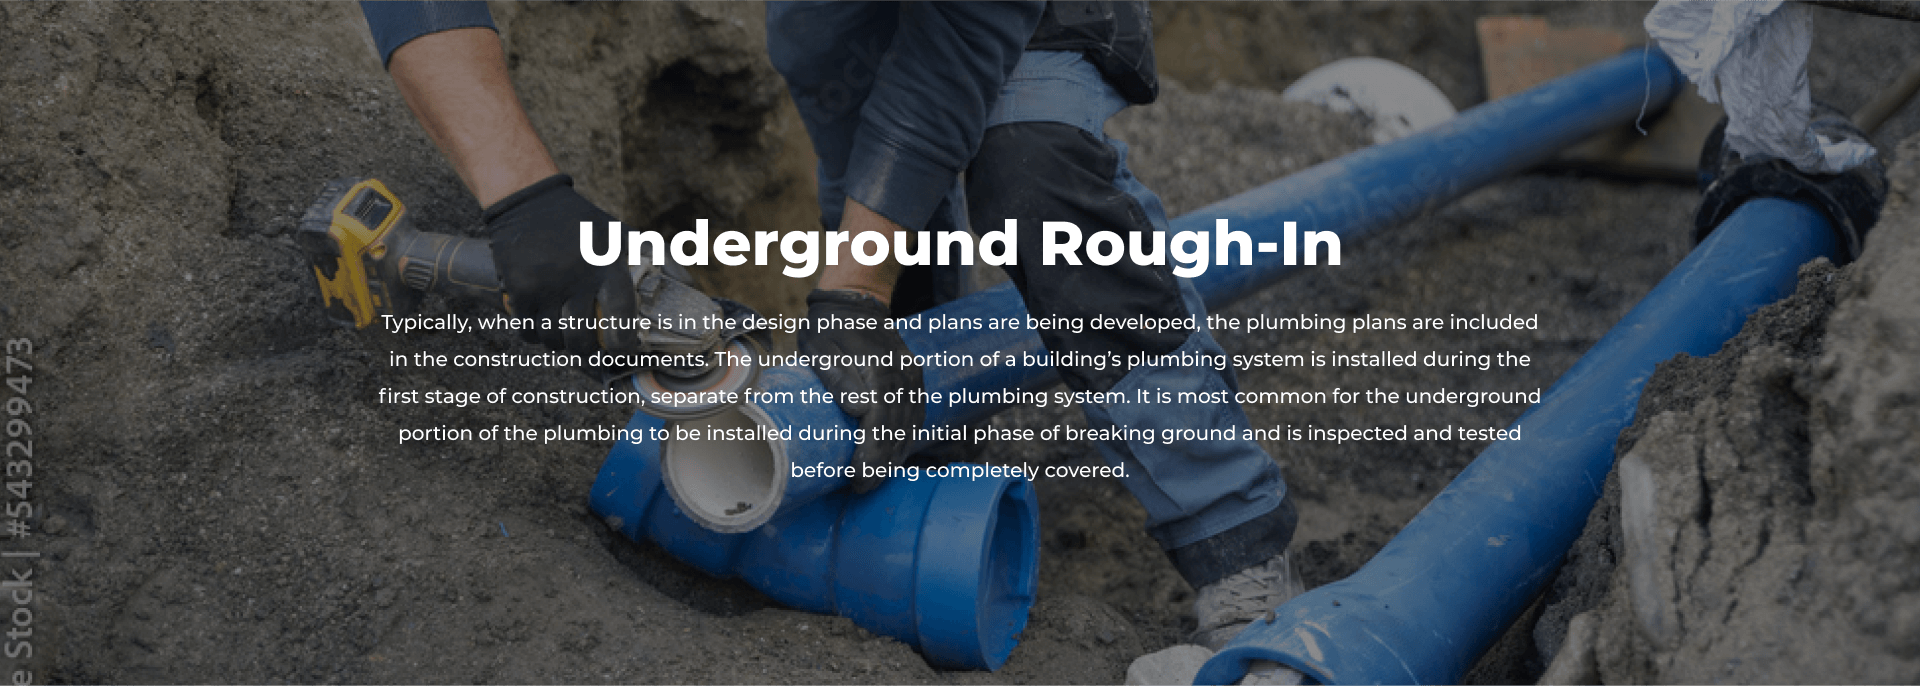 Underground Rough-In
Typically, when a structure is in the design phase and plans are being developed, the plumbing plans are included
in the construction documents. The underground portion of a building’s plumbing system is installed during the
first stage of construction, separate from the rest of the plumbing system. It is most common for the underground
portion of the plumbing to be installed during the initial phase of breaking ground and is inspected and tested
before being completely covered.
e Stock | #543299473